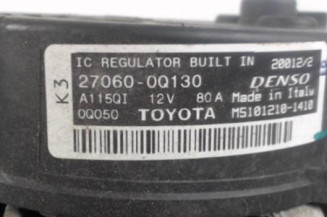 IC REGULATOR BUILT IN 20012/2
K3
27060-0Q130 DENSO
A115QI 12V 80A Made in Italy
0Q050 TOYOTA MS101210-1410